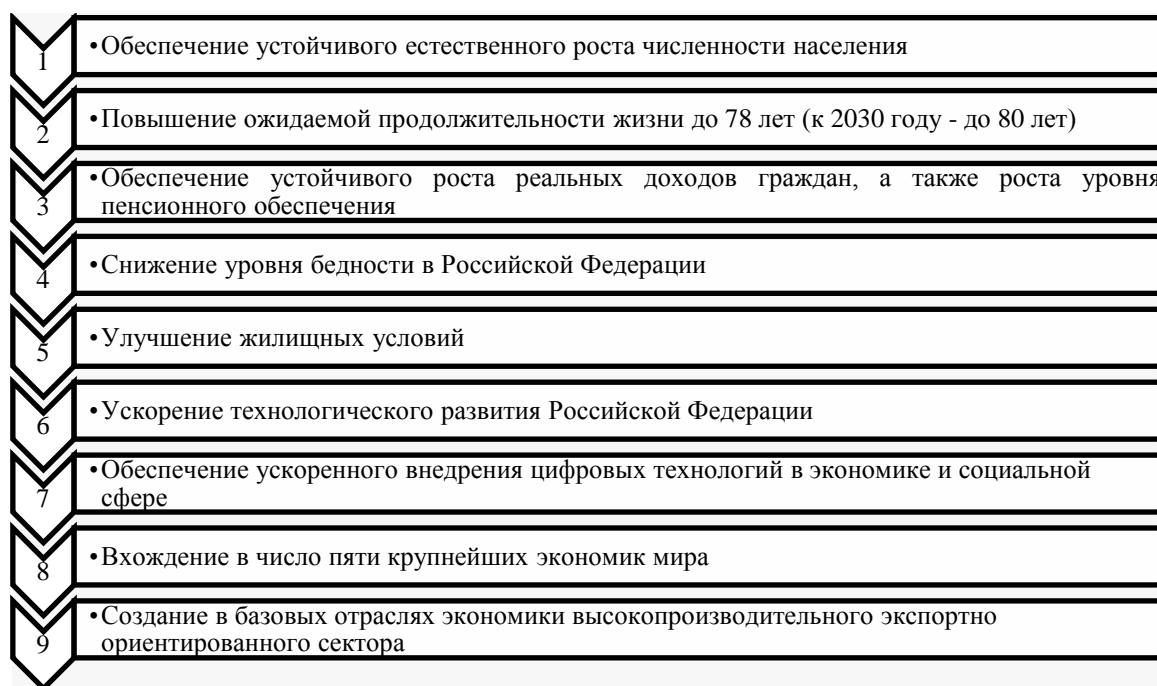 1
•Обеспечение устойчивого естественного роста численности населения
2
•Повышение ожидаемой продолжительности жизни до 78 лет (к 2030 году - до 80 лет)
3
•Обеспечение устойчивого роста реальных доходов граждан, а также роста уровня
пенсионного обеспечения
4
•Снижение уровня бедности в Российской Федерации
5
•Улучшение жилищных условий
6
•Ускорение технологического развития Российской Федерации
7
•Обеспечение ускоренного внедрения цифровых технологий в экономике и социальной
сфере
8
•Вхождение в число пяти крупнейших экономик мира
9
•Создание в базовых отраслях экономики высокопроизводительного экспортно
ориентированного сектора